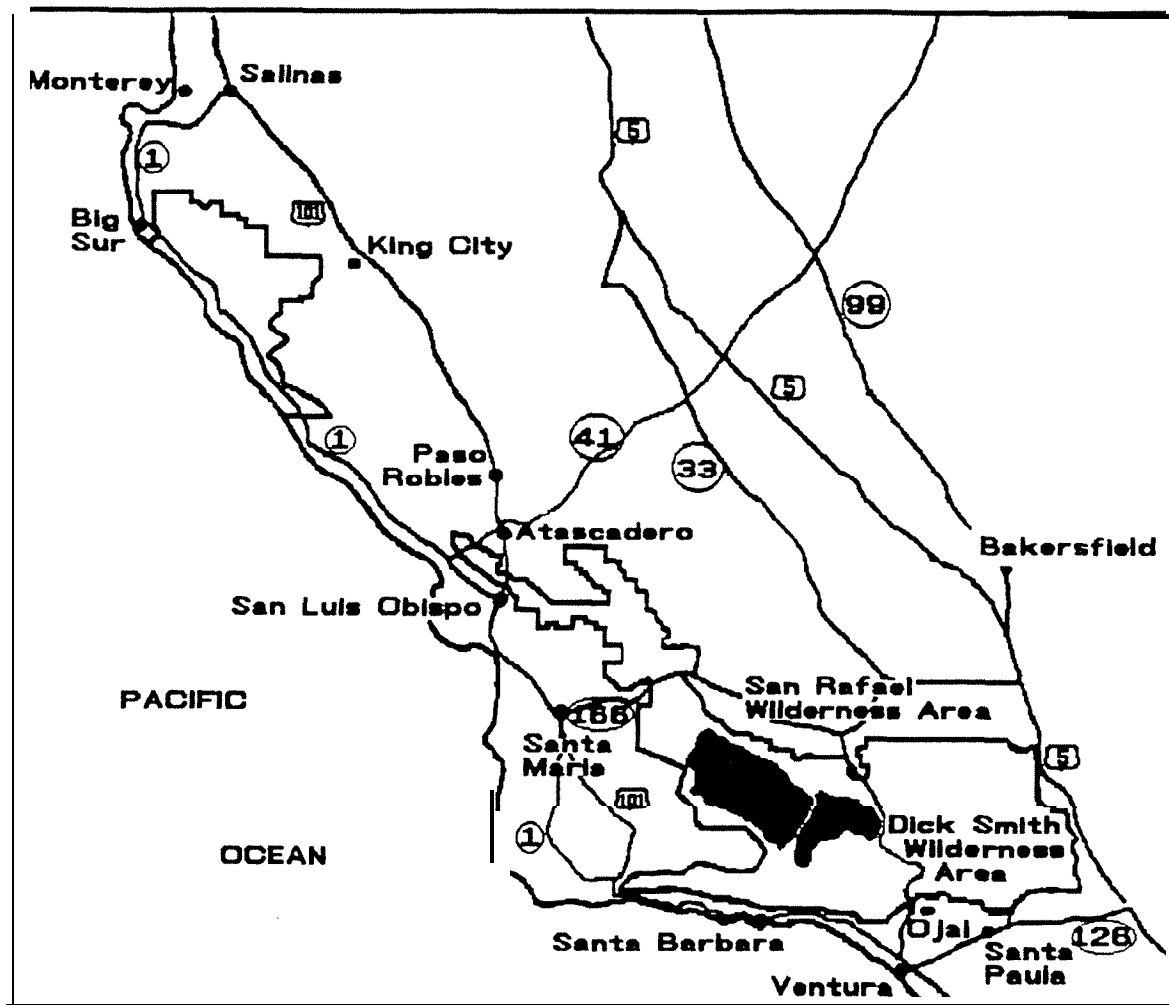 Monterey
Salinas
5
1
101
Big
Sur
King City
99
5
1
41
Paso
Robles
33
Atascadero
Bakersfield
San Luis Obispo
San Rafael
Wilderness Area
PACIFIC
166
Santa
Maria
5
101
1
Dick Smith
Wilderness
Area
OCEAN
Ojai
Santa Barbara
126
Santa
Paula
Ventura